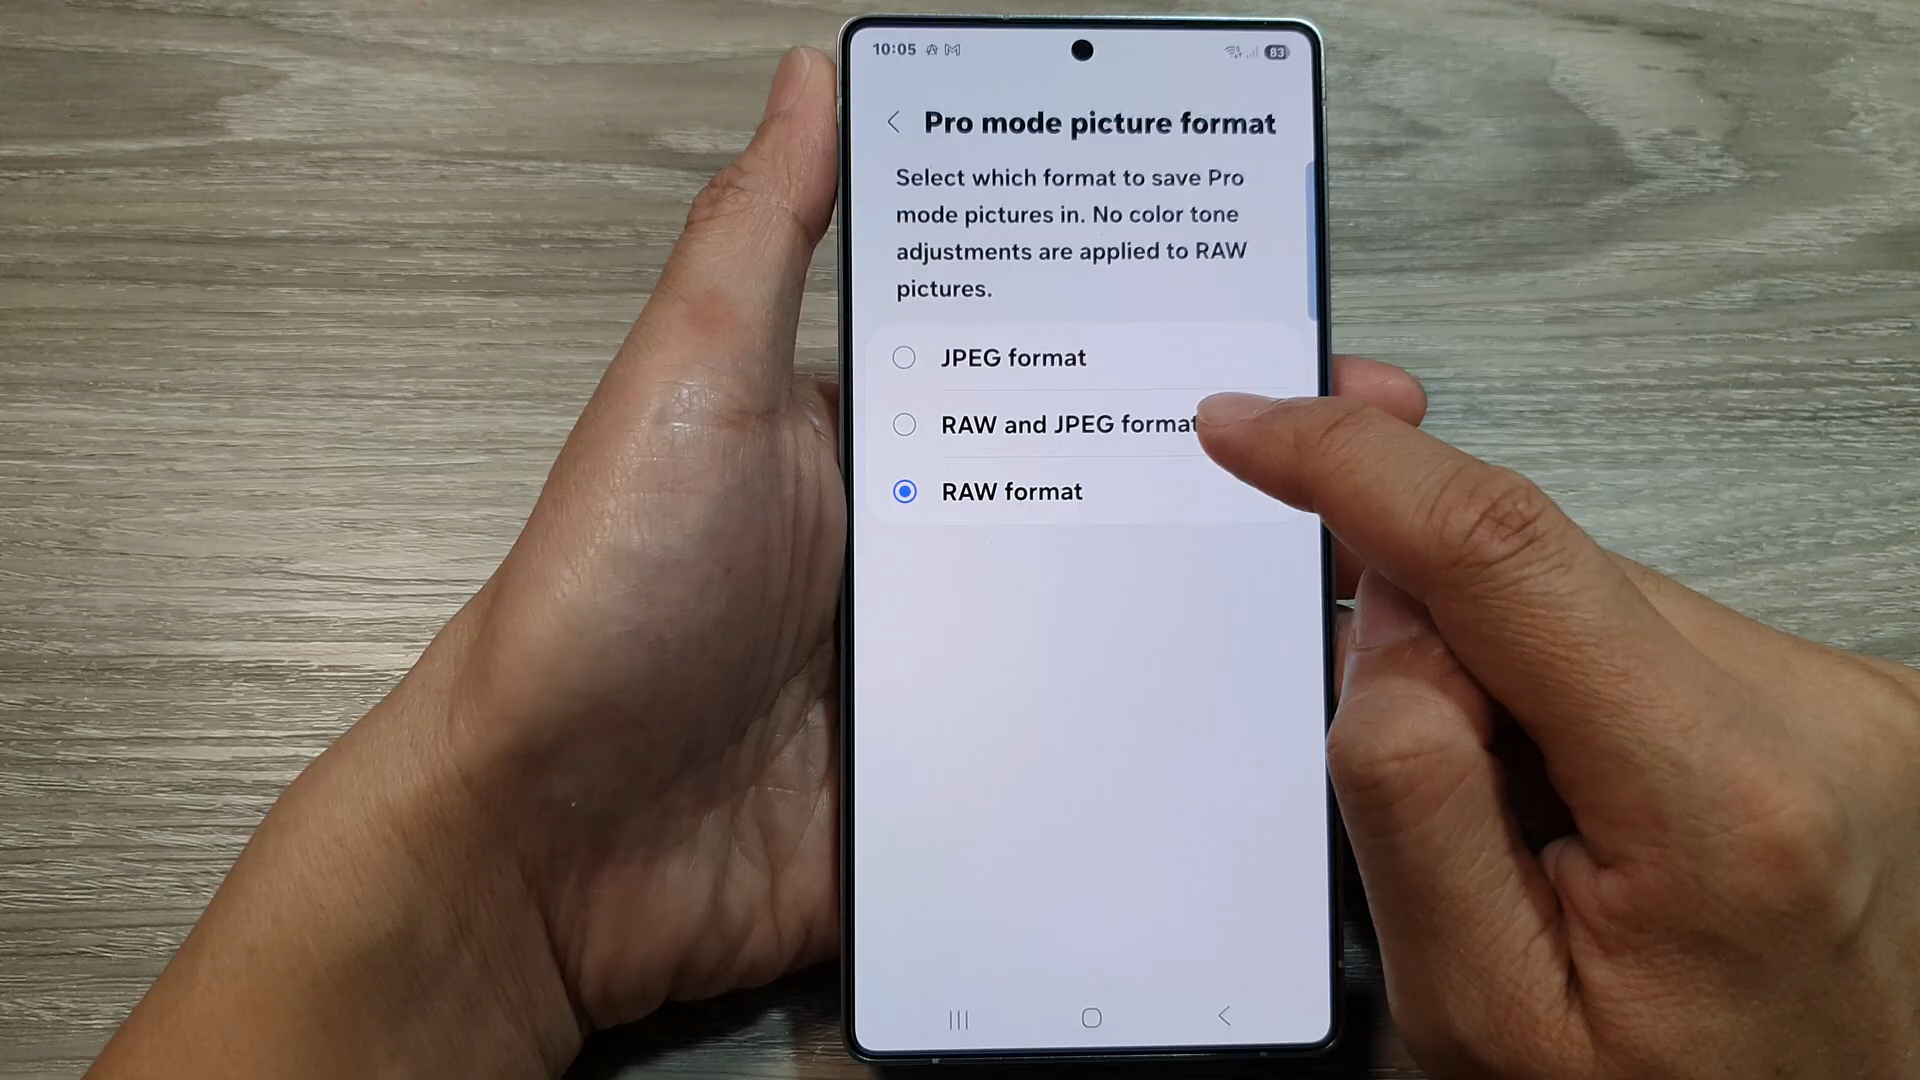 10:05
83
Pro mode picture format
Select which format to save Pro
mode pictures in. No color tone
adjustments are applied to RAW
pictures.
JPEG format
RAW and JPEG format
RAW format